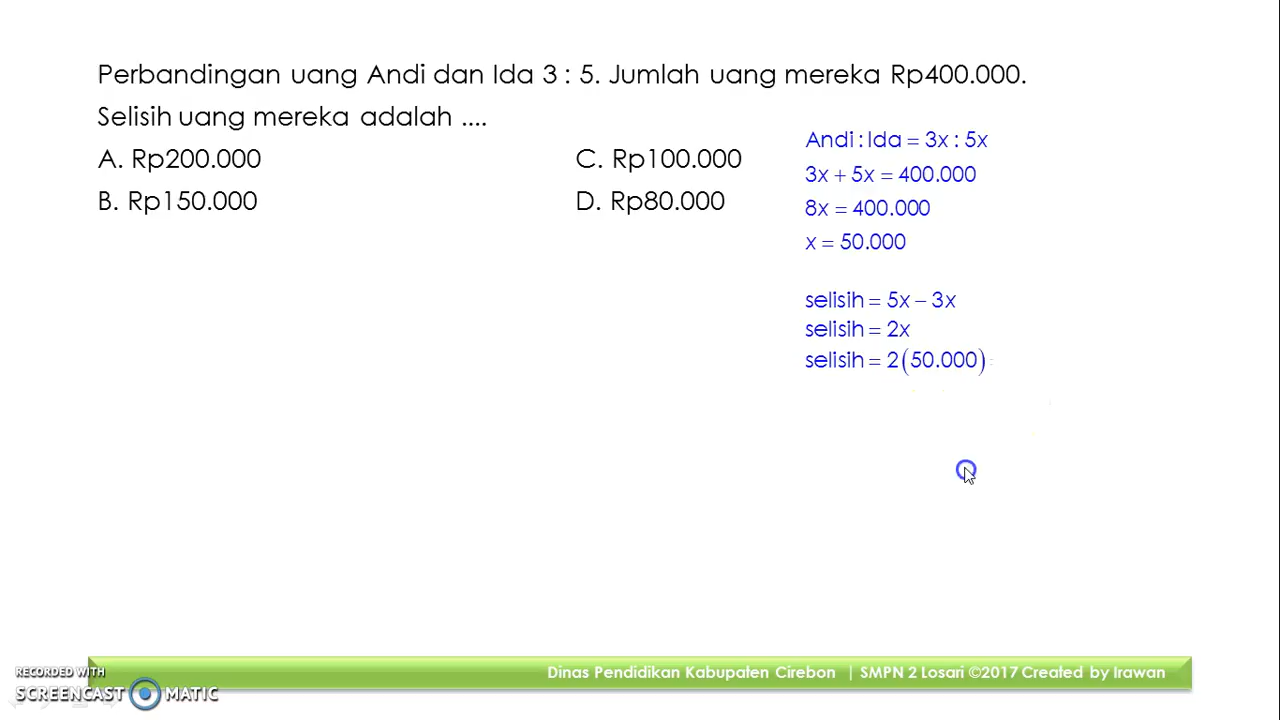 Perbandingan uang Andi dan Ida 3 : 5. Jumlah uang mereka Rp400.000.
Selisih uang mereka adalah ....
A. Rp200.000
B. Rp150.000
C. Rp100.000
D. Rp80.000
Andi : Ida = 3x : 5x
3x + 5x = 400.000
8x = 400.000
x = 50.000
selisih = 5x – 3x
selisih = 2x
selisih = 2(50.000)
Dinas Pendidikan Kabupaten Cirebon | SMPN 2 Losari ©2017 Created by Irawan
RECORDED WITH
SCREENCAST MATIC